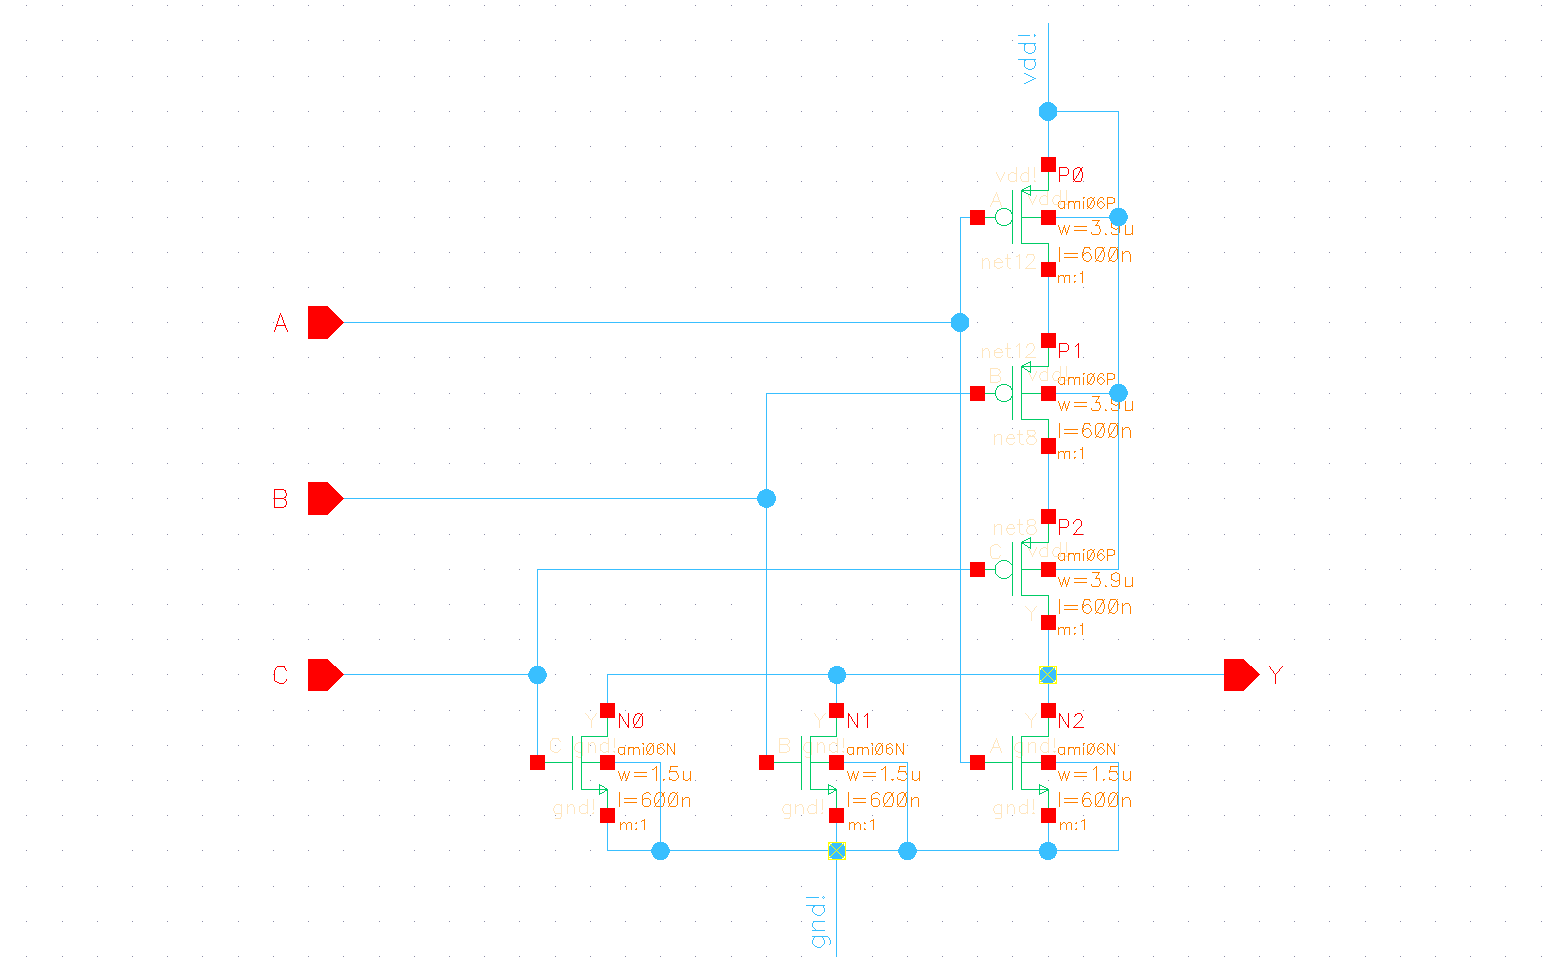 vdd!
vdd!
P0
A
vdd!
ami06P
w=3.9u
l=600n
net12
m:1
A
net12
P1
B
vdd!
ami06P
w=3.9u
l=600n
net8
m:1
B
net8
P2
C
vdd!
ami06P
w=3.9u
l=600n
Y
m:1
C
Y
Y
N0
C
gnd!
ami06N
w=1.5u
l=600n
gnd!
m:1
Y
N1
B
gnd!
ami06N
w=1.5u
l=600n
gnd!
m:1
Y
N2
A
gnd!
ami06N
w=1.5u
l=600n
gnd!
m:1
gnd!